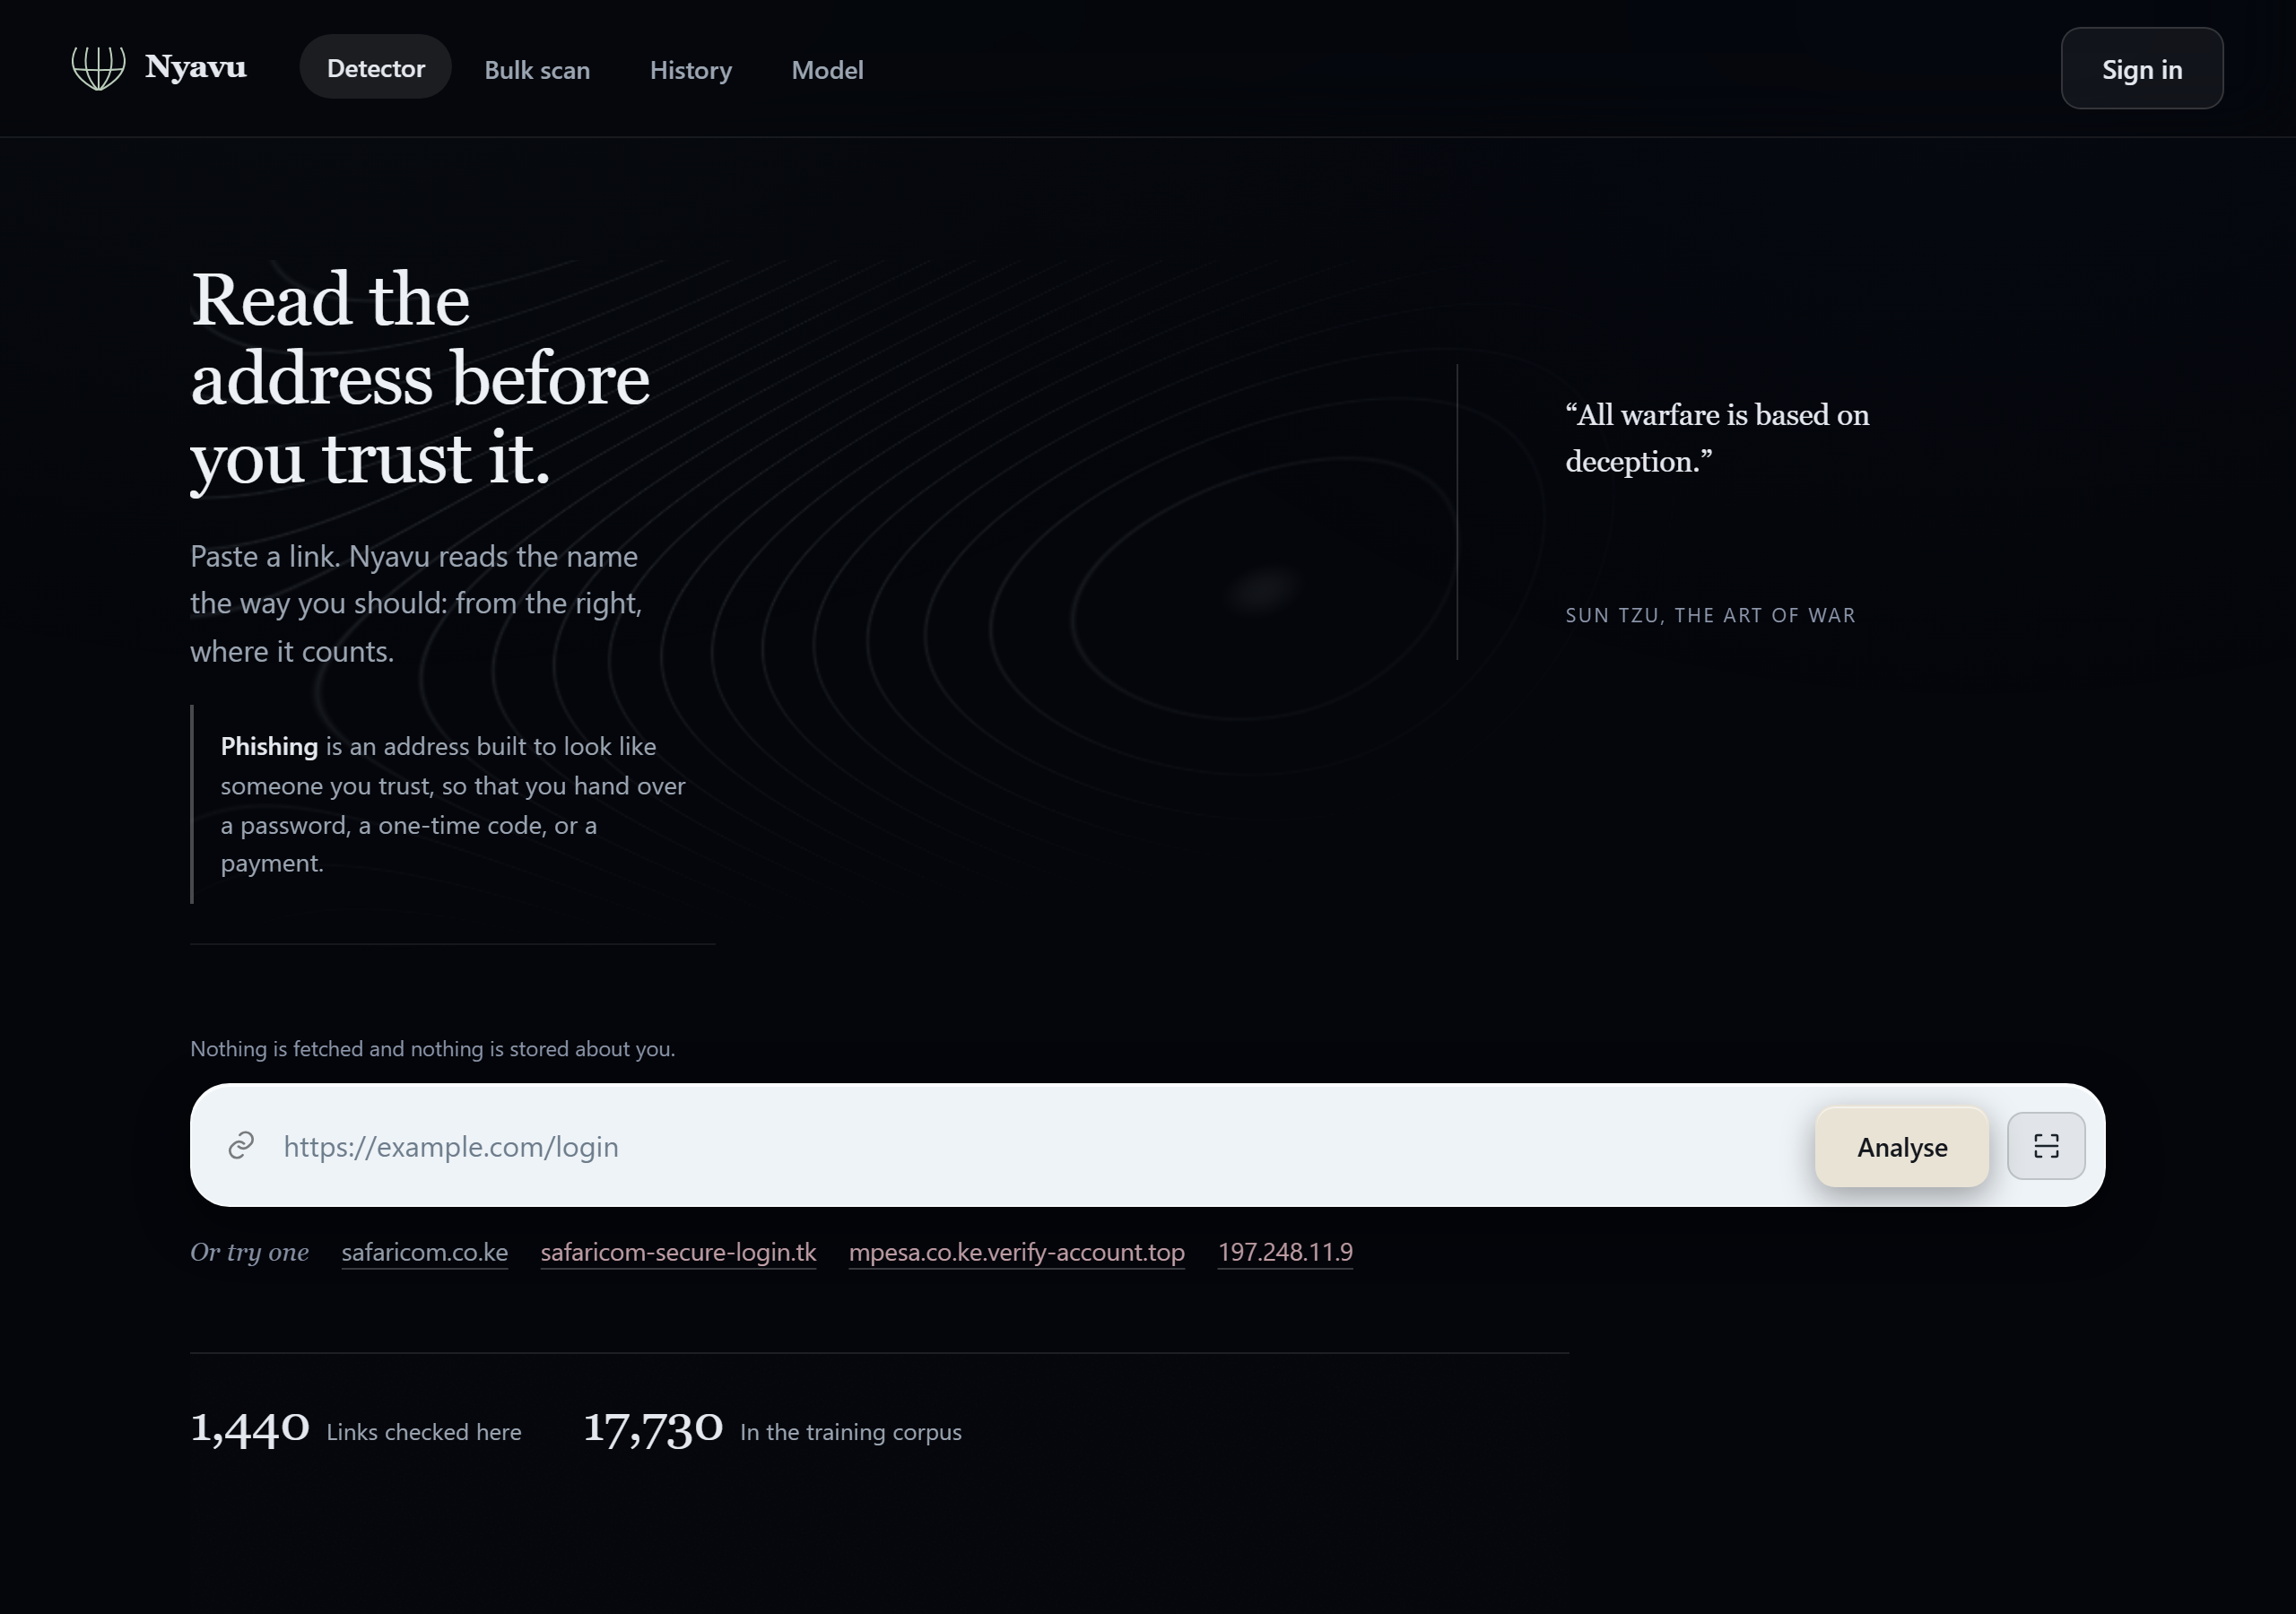 Nyavu
Detector
Bulk scan
History
Model
Sign in
Read the
address before
you trust it.
Paste a link. Nyavu reads the name
the way you should: from the right,
where it counts.
Phishing is an address built to look like
someone you trust, so that you hand over
a password, a one-time code, or a
payment.
“All warfare is based on
deception.”
SUN TZU, THE ART OF WAR
Nothing is fetched and nothing is stored about you.
https://example.com/login
Analyse
Or try one safaricom.co.ke safaricom-secure-login.tk mpesa.co.ke.verify-account.top 197.248.11.9
1,440 Links checked here 17,730 In the training corpus